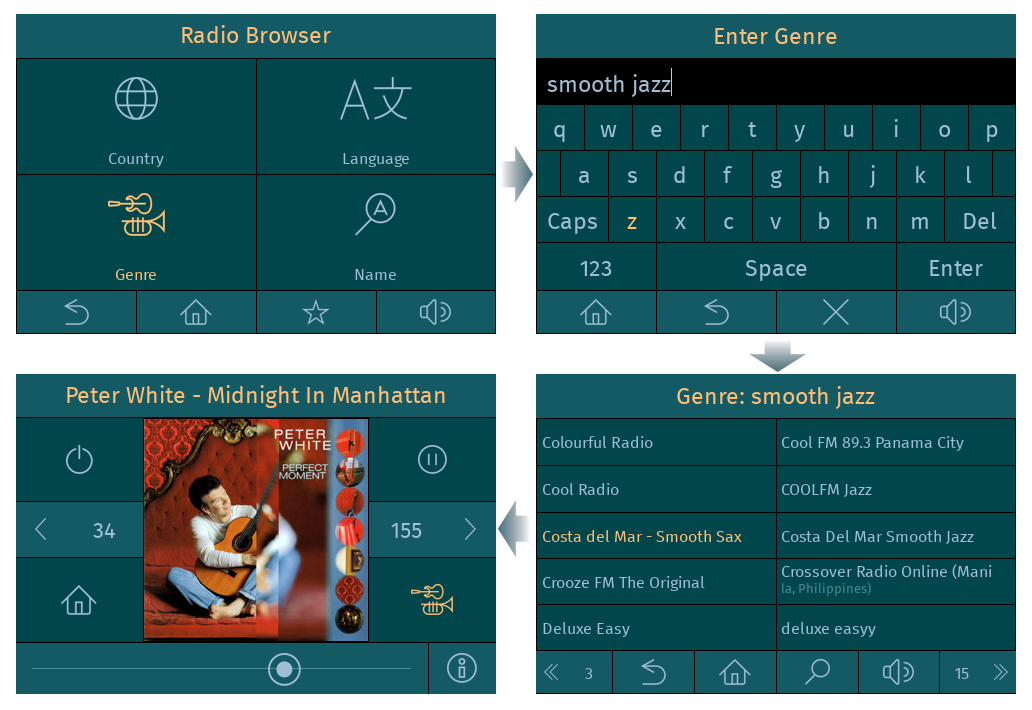 Radio Browser
Country
A文
Language
Genre
A
Name
Enter Genre
smooth jazz
q w e r t y u i o p
a s d f g h j k l
Caps z x c v b n m Del
123 Space Enter
Peter White - Midnight In Manhattan
PETER
WHITE
PERFECT
MOMENT
34
155
Genre: smooth jazz
Colourful Radio
Cool FM 89.3 Panama City
Cool Radio
COOLFM Jazz
Costa del Mar - Smooth Sax
Costa Del Mar Smooth Jazz
Crooze FM The Original
Crossover Radio Online (Mani
la, Philippines)
Deluxe Easy
deluxe easyy
3
15